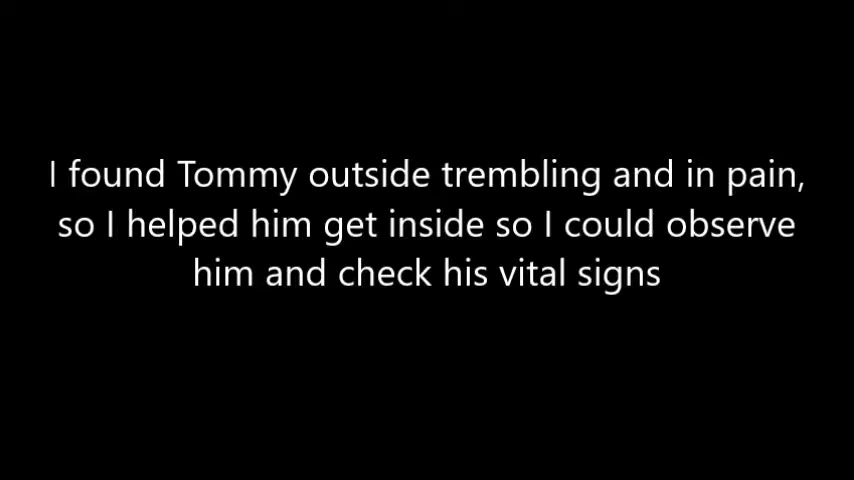 I found Tommy outside trembling and in pain,
so I helped him get inside so I could observe
him and check his vital signs